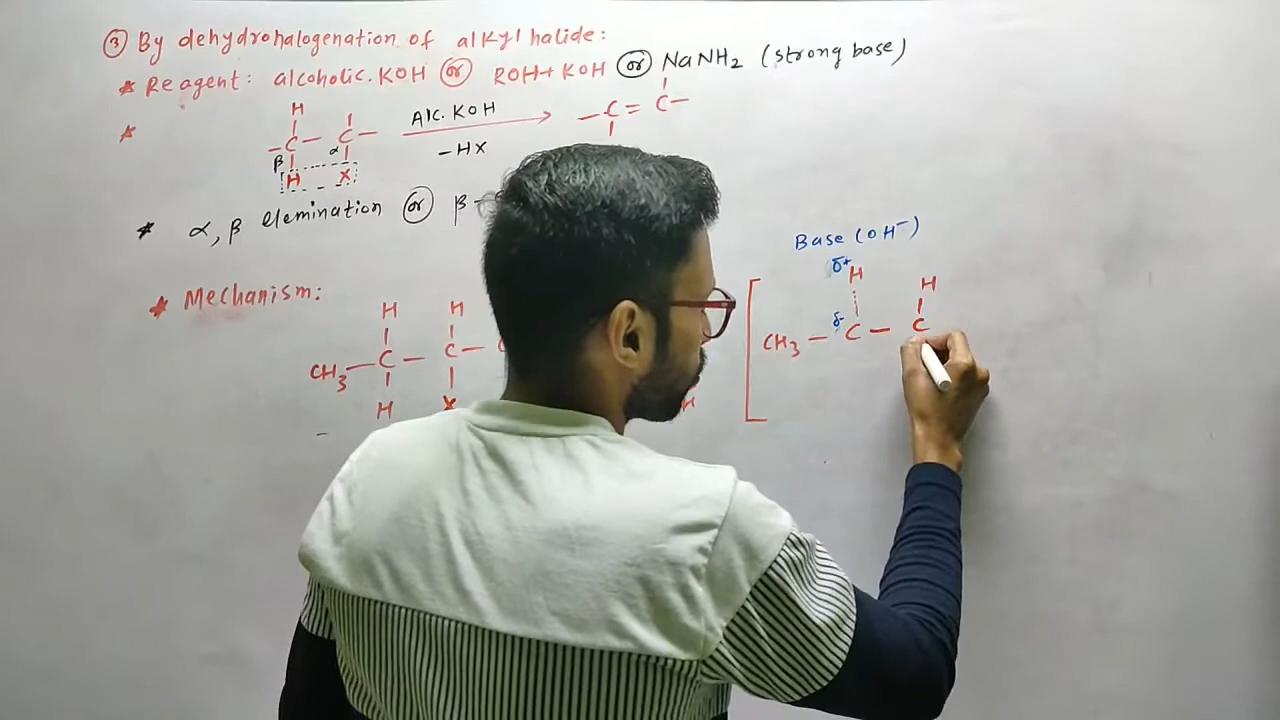 ③ By dehydrohalogenation of alkyl halide:
* Reagent: alcoholic.KOH or ROH+ KOH or NaNH₂ (strong base)
H
* -C-C- Alc.KOH -C=C-
β α -HX
H X
* α, β elemination or β-
Base (OH⁻)
* Mechanism:
δ+ H H
H H
CH₃-C-C- CH₃-C-C
δ-
H X H